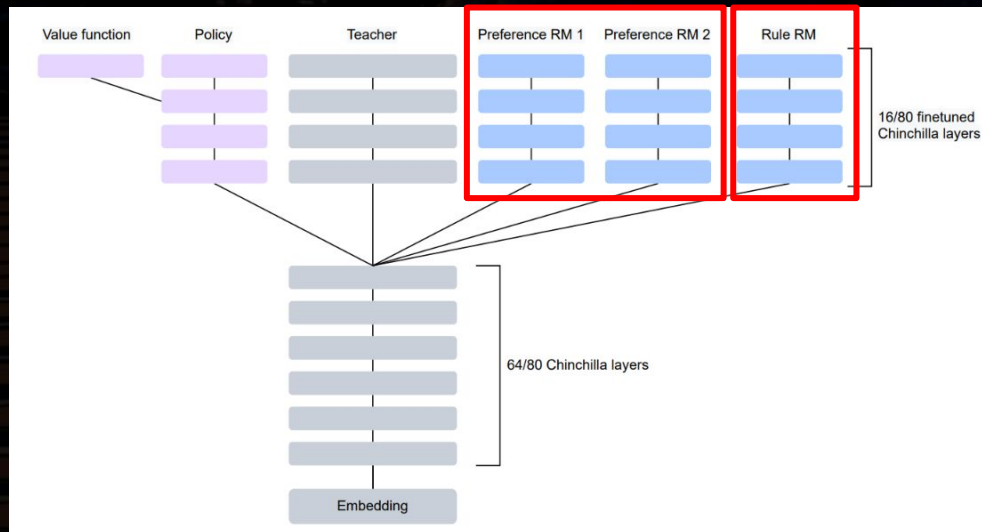 Value function
Policy
Teacher
Preference RM 1
Preference RM 2
Rule RM
16/80 finetuned
Chinchilla layers
64/80 Chinchilla layers
Embedding